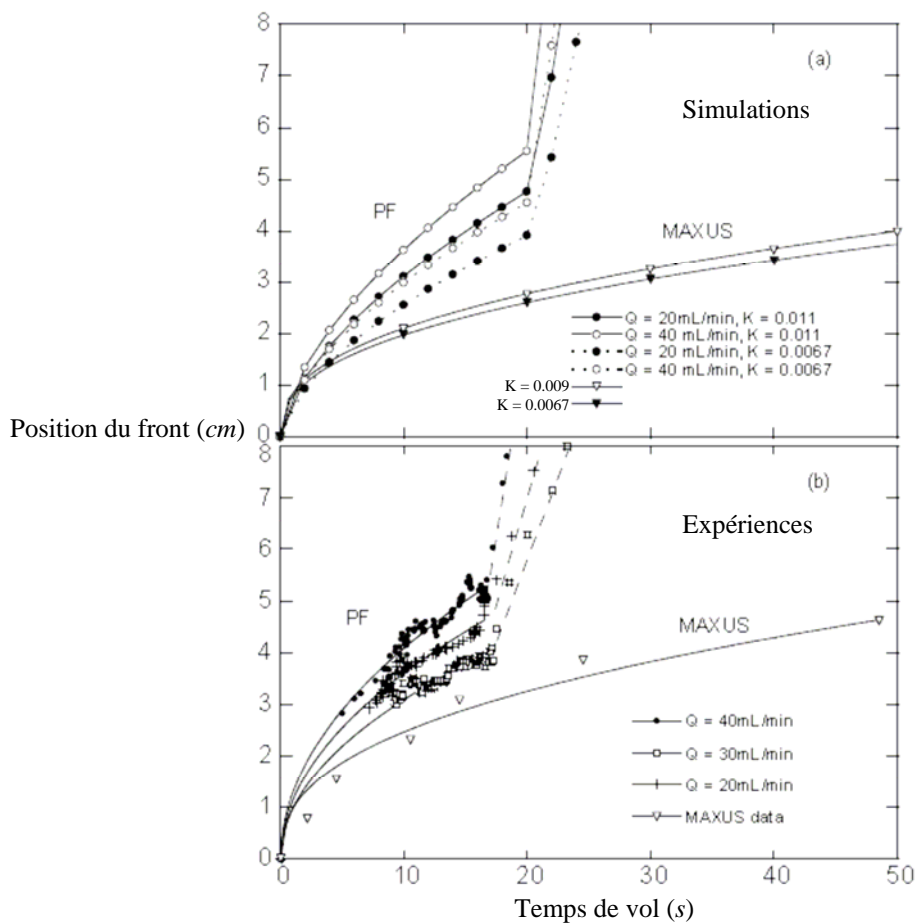 8
7
6
5
4
3
2
1
0
(a)
Simulations
PF
MAXUS
Q = 20mL/min, K = 0.011
Q = 40 mL/min, K = 0.011
Q = 20 mL/min, K = 0.0067
Q = 40 mL/min, K = 0.0067
K = 0.009
K = 0.0067
Position du front (cm)
8
7
6
5
4
3
2
1
0
(b)
Expériences
PF
MAXUS
Q = 40mL/min
Q = 30mL/min
Q = 20mL/min
MAXUS data
0 10 20 30 40 50
Temps de vol (s)